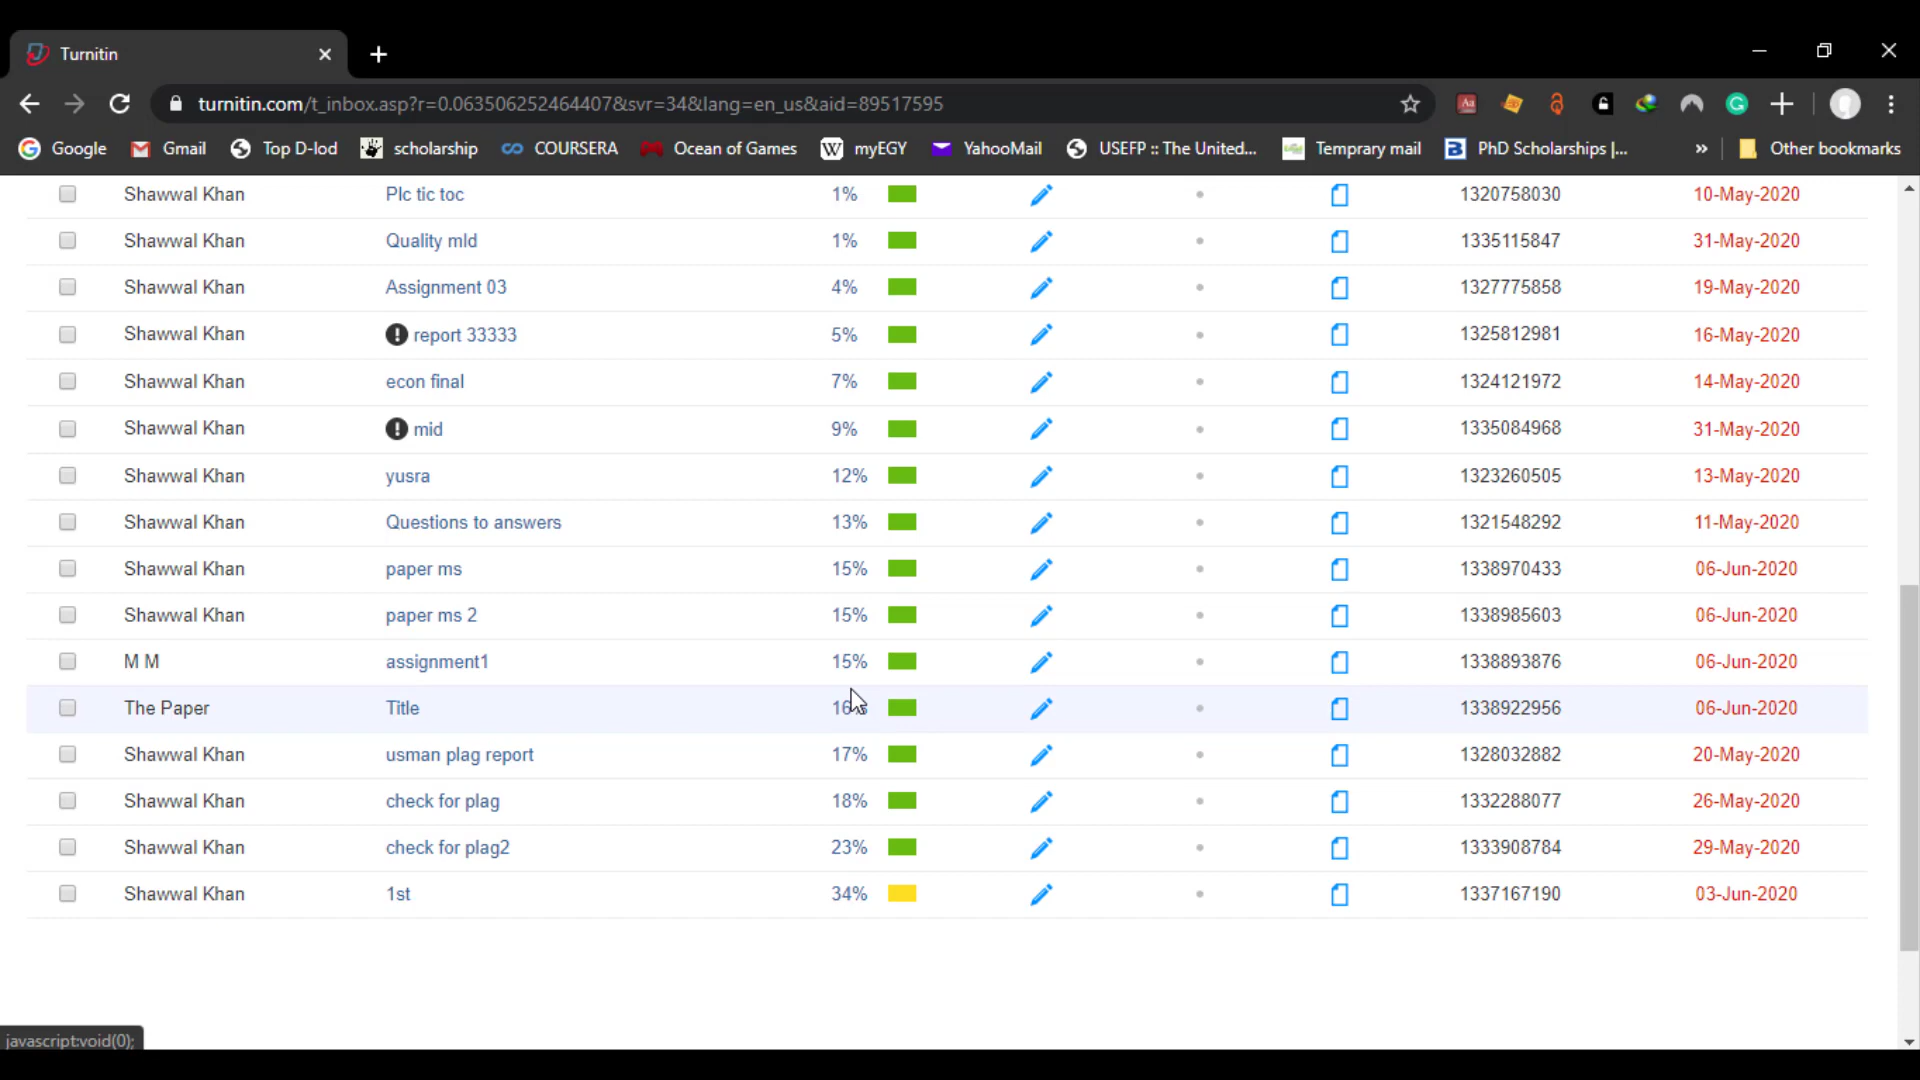 Turnitin
turnitin.com/t_inbox.asp?r=0.063506252464407&svr=34&lang=en_us&aid=89517595
Google Gmail Top D-lod scholarship COURSERA Ocean of Games myEGY YahooMail USEFP :: The United... Temprary mail PhD Scholarships |... » Other bookmarks
Shawwal Khan Plc tic toc 1% 1320758030 10-May-2020
Shawwal Khan Quality mld 1% 1335115847 31-May-2020
Shawwal Khan Assignment 03 4% 1327775858 19-May-2020
Shawwal Khan report 33333 5% 1325812981 16-May-2020
Shawwal Khan econ final 7% 1324121972 14-May-2020
Shawwal Khan mid 9% 1335084968 31-May-2020
Shawwal Khan yusra 12% 1323260505 13-May-2020
Shawwal Khan Questions to answers 13% 1321548292 11-May-2020
Shawwal Khan paper ms 15% 1338970433 06-Jun-2020
Shawwal Khan paper ms 2 15% 1338985603 06-Jun-2020
M M assignment1 15% 1338893876 06-Jun-2020
The Paper Title 16% 1338922956 06-Jun-2020
Shawwal Khan usman plag report 17% 1328032882 20-May-2020
Shawwal Khan check for plag 18% 1332288077 26-May-2020
Shawwal Khan check for plag2 23% 1333908784 29-May-2020
Shawwal Khan 1st 34% 1337167190 03-Jun-2020
javascript:void(0);